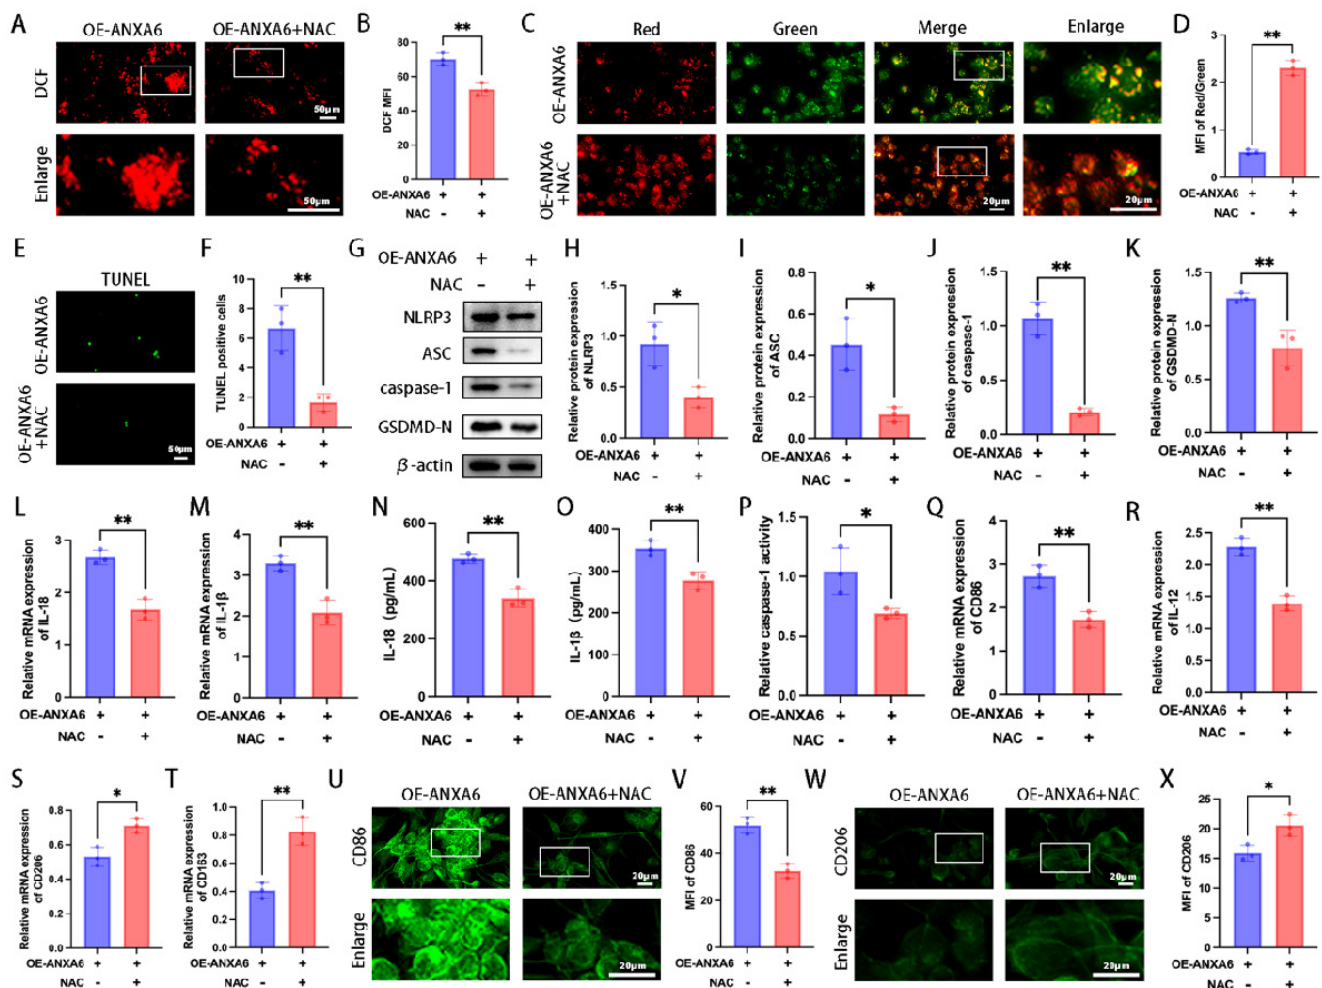 A
OE-ANXA6 OE-ANXA6+NAC
DCF
50μm
Enlarge
50μm
B
**
DCF MFI
80
60
40
20
0
OE-ANXA6 + +
NAC - +
C
Red Green Merge Enlarge
OE-ANXA6
OE-ANXA6
+NAC
20μm 20μm
D
**
MFI of Red/Green
3
2
1
0
OE-ANXA6 + +
NAC - +
E
TUNEL
OE-ANXA6
OE-ANXA6
+NAC
50μm
F
**
TUNEL positive cells
10
8
6
4
2
0
OE-ANXA6 + +
NAC - +
G
OE-ANXA6 + +
NAC - +
NLRP3
ASC
caspase-1
GSDMD-N
β-actin
H
*
Relative protein expression
of NLRP3
1.5
1.0
0.5
0.0
OE-ANXA6 + +
NAC - +
I
*
Relative protein expression
of ASC
0.8
0.6
0.4
0.2
0.0
OE-ANXA6 + +
NAC - +
J
**
Relative protein expression
of caspase-1
1.5
1.0
0.5
0.0
OE-ANXA6 + +
NAC - +
K
**
Relative protein expression
of GSDMD-N
1.5
1.0
0.5
0.0
OE-ANXA6 + +
NAC - +
L
**
Relative mRNA expression
of IL-18
3
2
1
0
OE-ANXA6 + +
NAC - +
M
**
Relative mRNA expression
of IL-1β
4
3
2
1
0
OE-ANXA6 + +
NAC - +
N
**
IL-18 (pg/mL)
600
400
200
0
OE-ANXA6 + +
NAC - +
O
**
IL-1β (pg/mL)
400
300
200
100
0
OE-ANXA6 + +
NAC - +
P
*
Relative caspase-1 activity
1.5
1.0
0.5
0.0
OE-ANXA6 + +
NAC - +
Q
**
Relative mRNA expression
of CD86
4
3
2
1
0
OE-ANXA6 + +
NAC - +
R
**
Relative mRNA expression
of IL-12
2.5
2.0
1.5
1.0
0.5
0.0
OE-ANXA6 + +
NAC - +
S
*
Relative mRNA expression
of CD206
0.8
0.6
0.4
0.2
0.0
OE-ANXA6 + +
NAC - +
T
**
Relative mRNA expression
of CD163
1.0
0.8
0.6
0.4
0.2
0.0
OE-ANXA6 + +
NAC - +
U
OE-ANXA6 OE-ANXA6+NAC
CD86
20μm
Enlarge
20μm
V
**
MFI of CD86
60
40
20
0
OE-ANXA6 + +
NAC - +
W
OE-ANXA6 OE-ANXA6+NAC
CD206
20μm
Enlarge
20μm
X
*
MFI of CD206
25
20
15
10
5
0
OE-ANXA6 + +
NAC - +